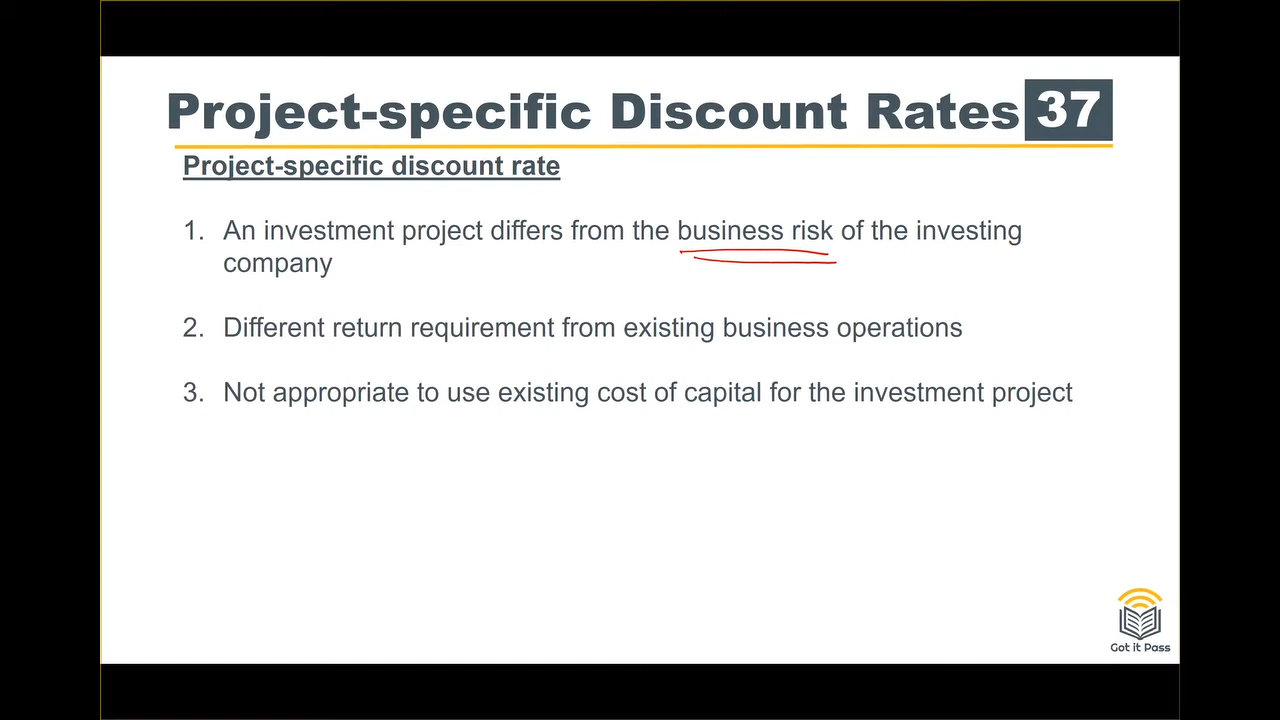 Project-specific Discount Rates 37
Project-specific discount rate
1. An investment project differs from the business risk of the investing
company
2. Different return requirement from existing business operations
3. Not appropriate to use existing cost of capital for the investment project
Got it Pass